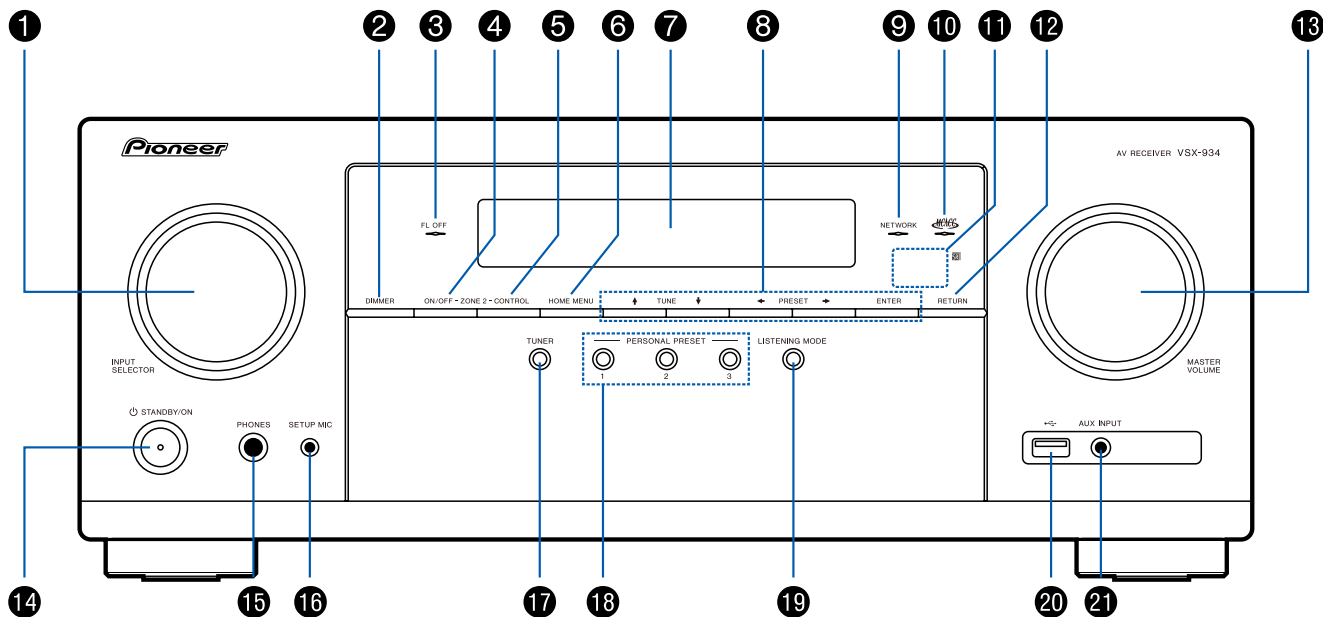 1 2 3 4 5 6 7 8 9 10 11 12 13
Pioneer
AV RECEIVER VSX-934
FL OFF
NETWORK
MCACC
DIMMER ON/OFF - ZONE 2 - CONTROL HOME MENU TUNE PRESET ENTER RETURN
INPUT
SELECTOR
TUNER
PERSONAL PRESET
1 2 3
LISTENING MODE
MASTER
VOLUME
STANDBY/ON
PHONES
SETUP MIC
AUX INPUT
14 15 16 17 18 19 20 21